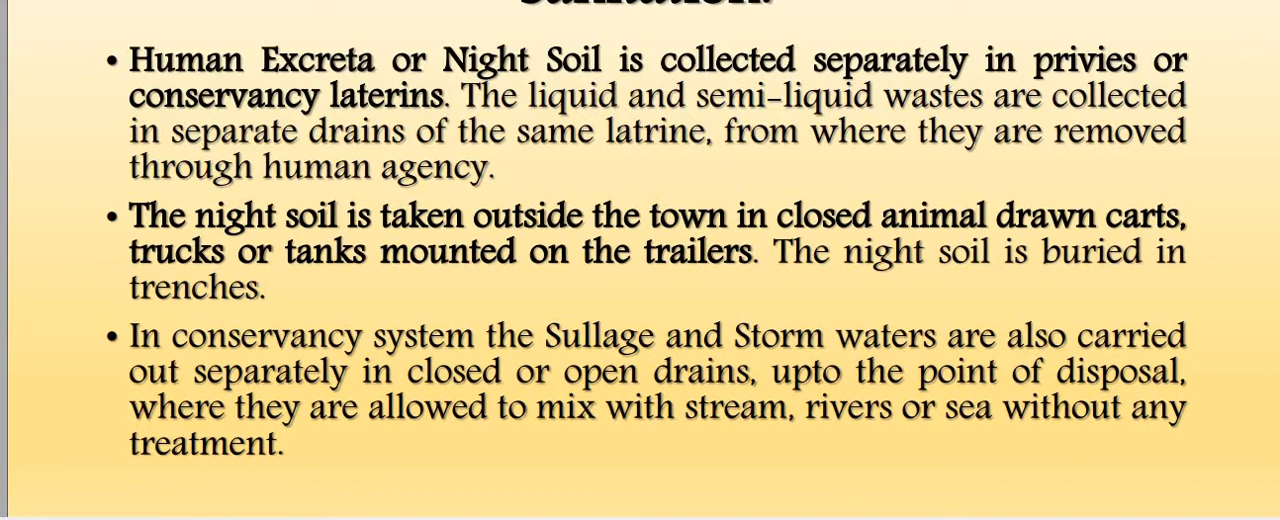 • Human Excreta or Night Soil is collected separately in privies or
conservancy laterins. The liquid and semi-liquid wastes are collected
in separate drains of the same latrine, from where they are removed
through human agency.
• The night soil is taken outside the town in closed animal drawn carts,
trucks or tanks mounted on the trailers. The night soil is buried in
trenches.
• In conservancy system the Sullage and Storm waters are also carried
out separately in closed or open drains, upto the point of disposal,
where they are allowed to mix with stream, rivers or sea without any
treatment.